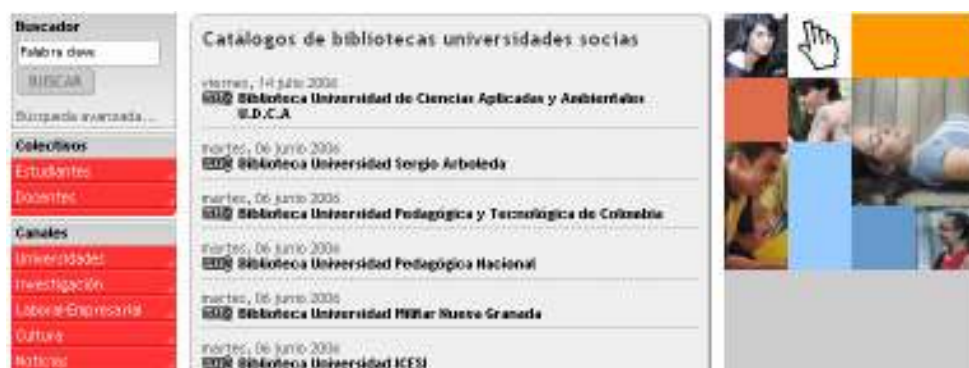 Buscador
Palabra clave
BUSCAR
Búsqueda avanzada...
Colectivos
Estudiantes
Docentes
Canales
Universidades
Investigación
Laboral-Empresarial
Cultura
Noticias
Catálogos de bibliotecas universidades socias
viernes, 14 julio 2006
Biblioteca Universidad de Ciencias Aplicadas y Ambientales
U.D.C.A
martes, 06 junio 2006
Biblioteca Universidad Sergio Arboleda
martes, 06 junio 2006
Biblioteca Universidad Pedagógica y Tecnológica de Colombia
martes, 06 junio 2006
Biblioteca Universidad Pedagógica Nacional
martes, 06 junio 2006
Biblioteca Universidad Militar Nueva Granada
martes, 06 junio 2006
Biblioteca Universidad ICESI